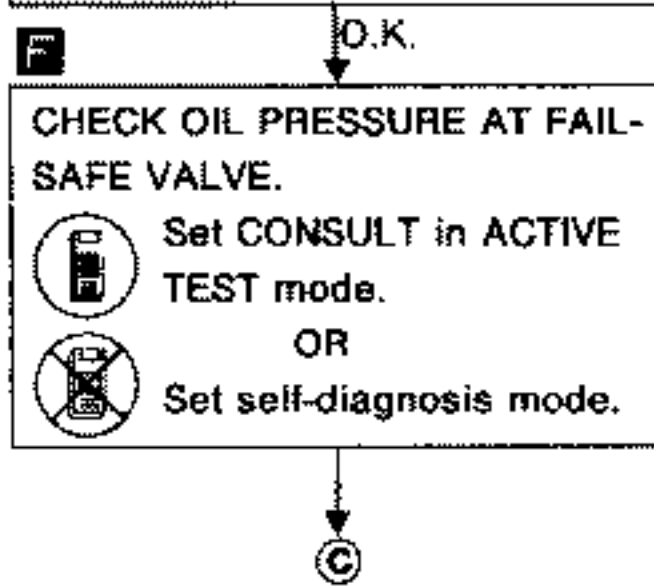 O.K.
F
CHECK OIL PRESSURE AT FAIL-
SAFE VALVE.
Set CONSULT in ACTIVE
TEST mode.
OR
Set self-diagnosis mode.
C